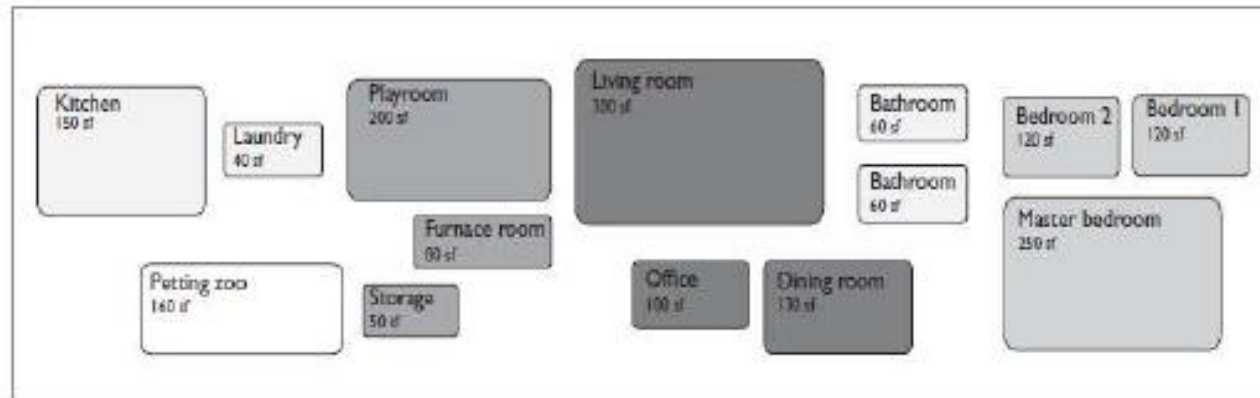 Kitchen
150 sf
Laundry
40 sf
Playroom
200 sf
Living room
300 sf
Bathroom
60 sf
Bedroom 2
120 sf
Bedroom 1
120 sf
Bathroom
60 sf
Master bedroom
250 sf
Furnace room
80 sf
Petting zoo
160 sf
Storage
50 sf
Office
100 sf
Dining room
130 sf